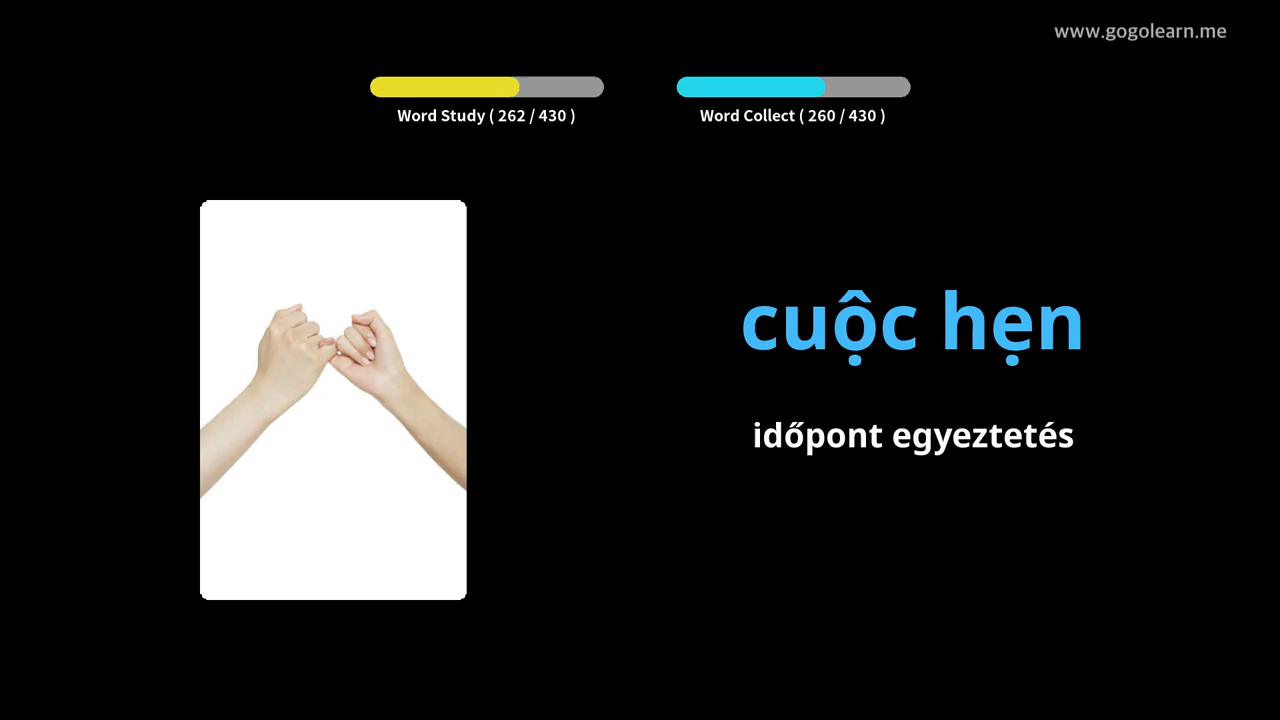 www.gogolearn.me
Word Study ( 262 / 430 )
Word Collect ( 260 / 430 )
cuộc hẹn
időpont egyeztetés